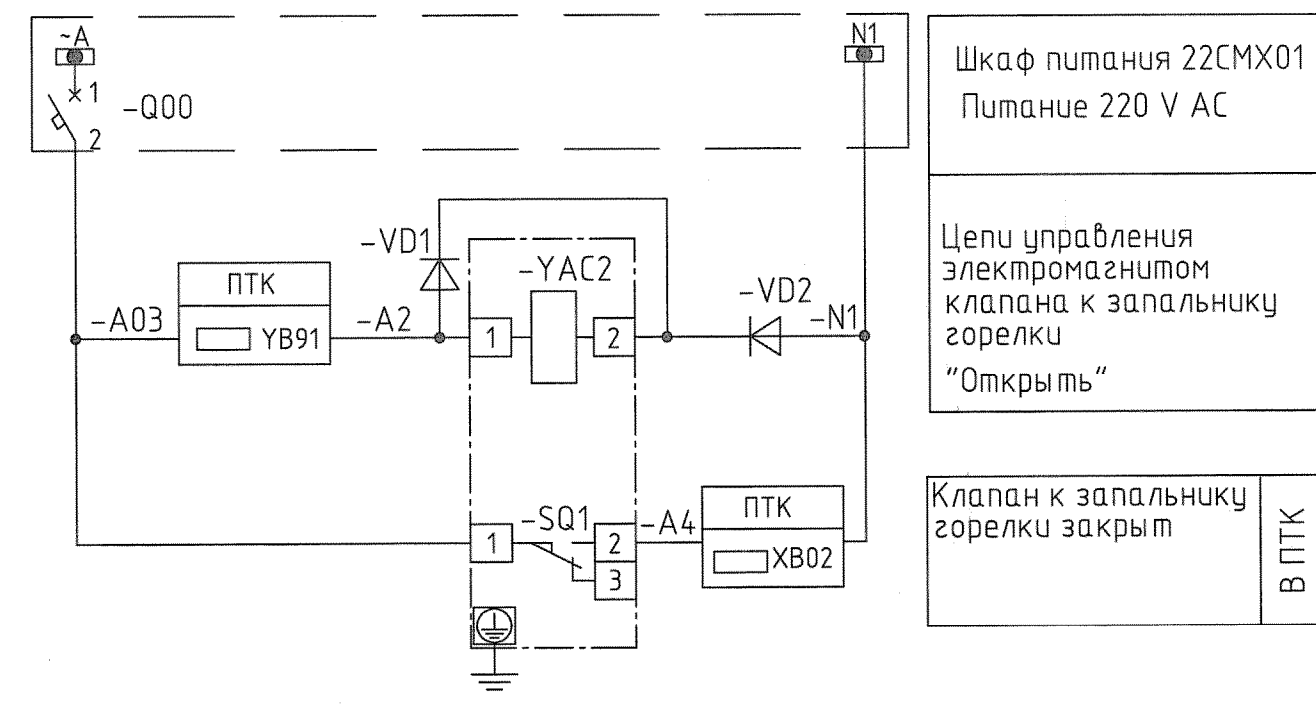 ~A
N1
1
-Q00
2
Шкаф питания 22СМХ01
Питание 220 V AC
-VD1
-YAC2
ПТК
-VD2
-A03
YB91
-A2
1
2
-N1
Цепи управления
электромагнитом
клапана к запальнику
горелки
"Открыть"
-SQ1
1
2
3
-A4
ПТК
XB02
Клапан к запальнику
горелки закрыт
В ПТК